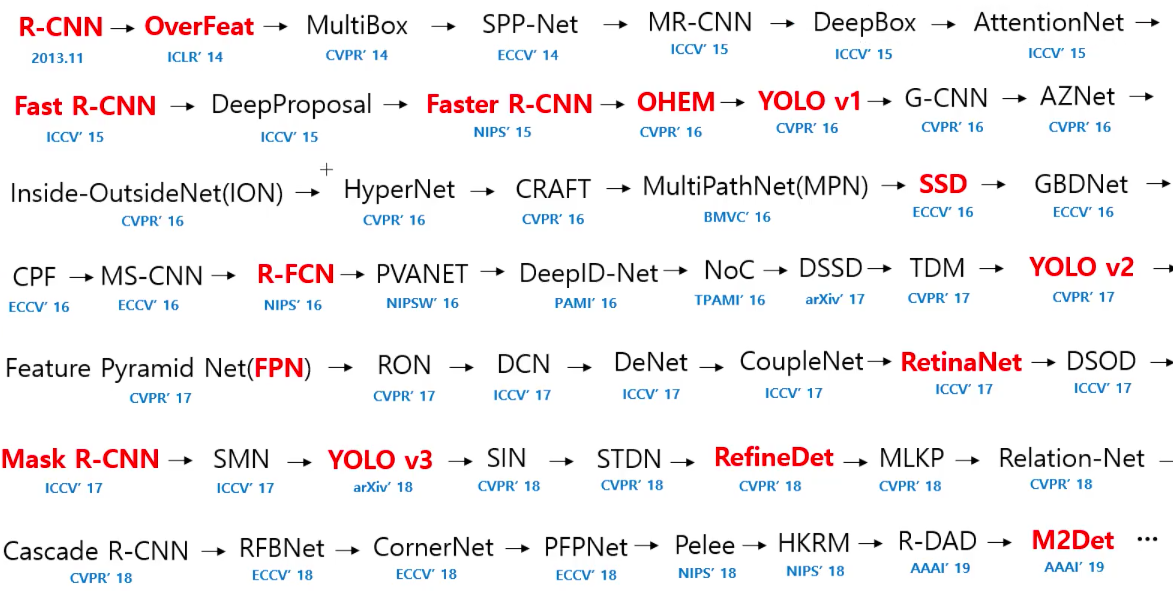 R-CNN → OverFeat → MultiBox → SPP-Net → MR-CNN → DeepBox → AttentionNet →
2013.11 ICLR’ 14 CVPR’ 14 ECCV’ 14 ICCV’ 15 ICCV’ 15 ICCV’ 15
Fast R-CNN → DeepProposal → Faster R-CNN → OHEM → YOLO v1 → G-CNN → AZNet →
ICCV’ 15 ICCV’ 15 NIPS’ 15 CVPR’ 16 CVPR’ 16 CVPR’ 16 CVPR’ 16
Inside-OutsideNet(ION) → HyperNet → CRAFT → MultiPathNet(MPN) → SSD → GBDNet →
CVPR’ 16 CVPR’ 16 CVPR’ 16 BMVC’ 16 ECCV’ 16 ECCV’ 16
CPF → MS-CNN → R-FCN → PVANET → DeepID-Net → NoC → DSSD → TDM → YOLO v2 →
ECCV’ 16 ECCV’ 16 NIPS’ 16 NIPSW’ 16 PAMI’ 16 TPAMI’ 16 arXiv’ 17 CVPR’ 17 CVPR’ 17
Feature Pyramid Net(FPN) → RON → DCN → DeNet → CoupleNet → RetinaNet → DSOD →
CVPR’ 17 CVPR’ 17 ICCV’ 17 ICCV’ 17 ICCV’ 17 ICCV’ 17 ICCV’ 17
Mask R-CNN → SMN → YOLO v3 → SIN → STDN → RefineDet → MLKP → Relation-Net –
ICCV’ 17 ICCV’ 17 arXiv’ 18 CVPR’ 18 CVPR’ 18 CVPR’ 18 CVPR’ 18 CVPR’ 18
Cascade R-CNN → RFBNet → CornerNet → PFPNet → Pelee → HKRM → R-DAD → M2Det ⋯
CVPR’ 18 ECCV’ 18 ECCV’ 18 ECCV’ 18 NIPS’ 18 NIPS’ 18 AAAI’ 19 AAAI’ 19